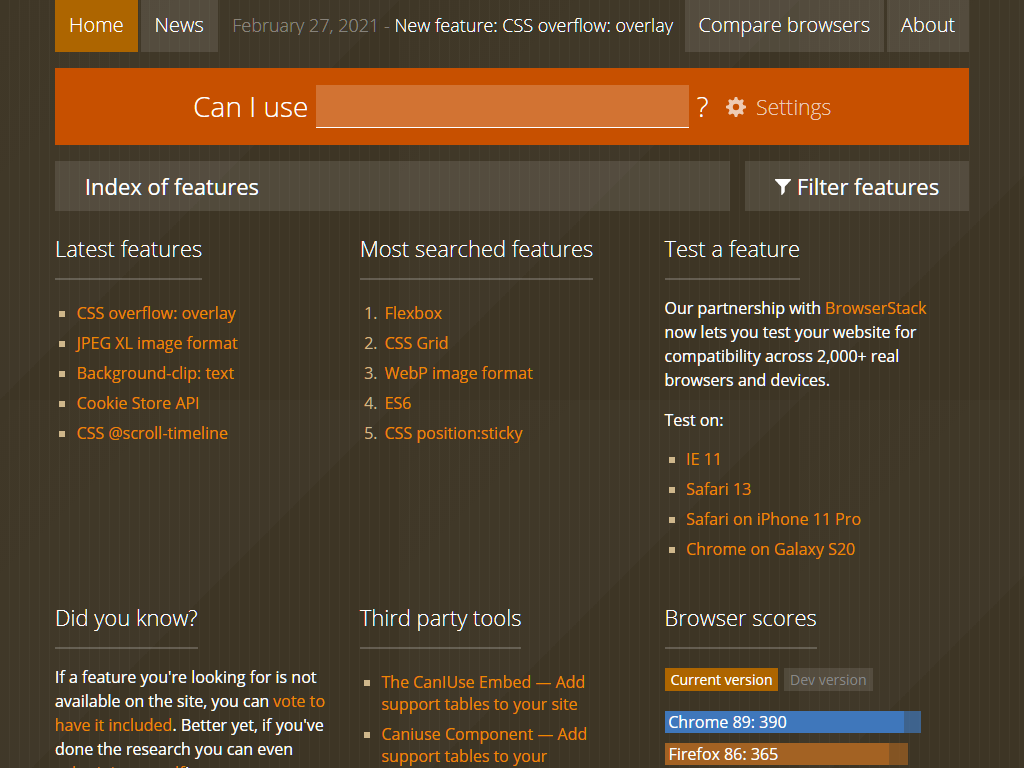 Home
News
February 27, 2021 - New feature: CSS overflow: overlay
Compare browsers
About
Can I use
?
Settings
Index of features
Filter features
Latest features
CSS overflow: overlay
JPEG XL image format
Background-clip: text
Cookie Store API
CSS @scroll-timeline
Most searched features
1. Flexbox
2. CSS Grid
3. WebP image format
4. ES6
5. CSS position:sticky
Test a feature
Our partnership with BrowserStack
now lets you test your website for
compatibility across 2,000+ real
browsers and devices.
Test on:
IE 11
Safari 13
Safari on iPhone 11 Pro
Chrome on Galaxy S20
Did you know?
If a feature you're looking for is not
available on the site, you can vote to
have it included. Better yet, if you've
done the research you can even
Third party tools
The CanIUse Embed — Add
support tables to your site
Caniuse Component — Add
support tables to your
Browser scores
Current version
Dev version
Chrome 89: 390
Firefox 86: 365